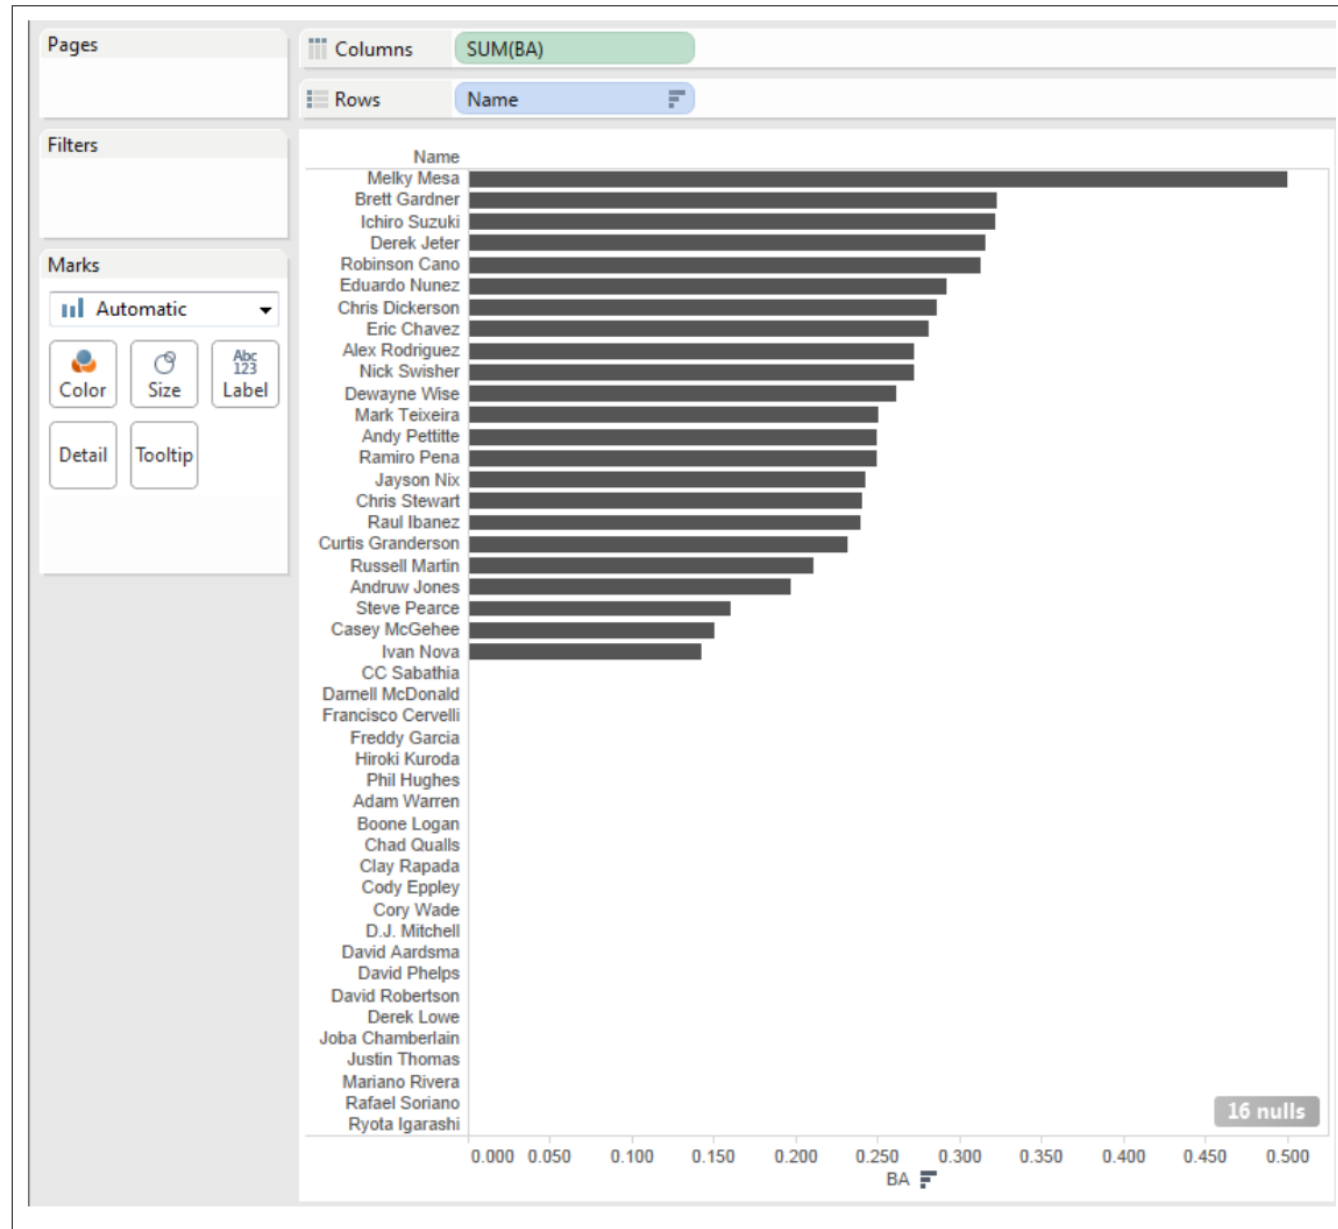 Pages
Columns
SUM(BA)
Rows
Name
Filters
Marks
Automatic
Color
Size
Abc
123
Label
Detail
Tooltip
Name
Melky Mesa
Brett Gardner
Ichiro Suzuki
Derek Jeter
Robinson Cano
Eduardo Nunez
Chris Dickerson
Eric Chavez
Alex Rodriguez
Nick Swisher
Dewayne Wise
Mark Teixeira
Andy Pettitte
Ramiro Pena
Jayson Nix
Chris Stewart
Raul Ibanez
Curtis Granderson
Russell Martin
Andruw Jones
Steve Pearce
Casey McGehee
Ivan Nova
CC Sabathia
Darnell McDonald
Francisco Cervelli
Freddy Garcia
Hiroki Kuroda
Phil Hughes
Adam Warren
Boone Logan
Chad Qualls
Clay Rapada
Cody Eppley
Cory Wade
D.J. Mitchell
David Aardsma
David Phelps
David Robertson
Derek Lowe
Joba Chamberlain
Justin Thomas
Mariano Rivera
Rafael Soriano
Ryota Igarashi
16 nulls
0.000 0.050 0.100 0.150 0.200 0.250 0.300 0.350 0.400 0.450 0.500
BA